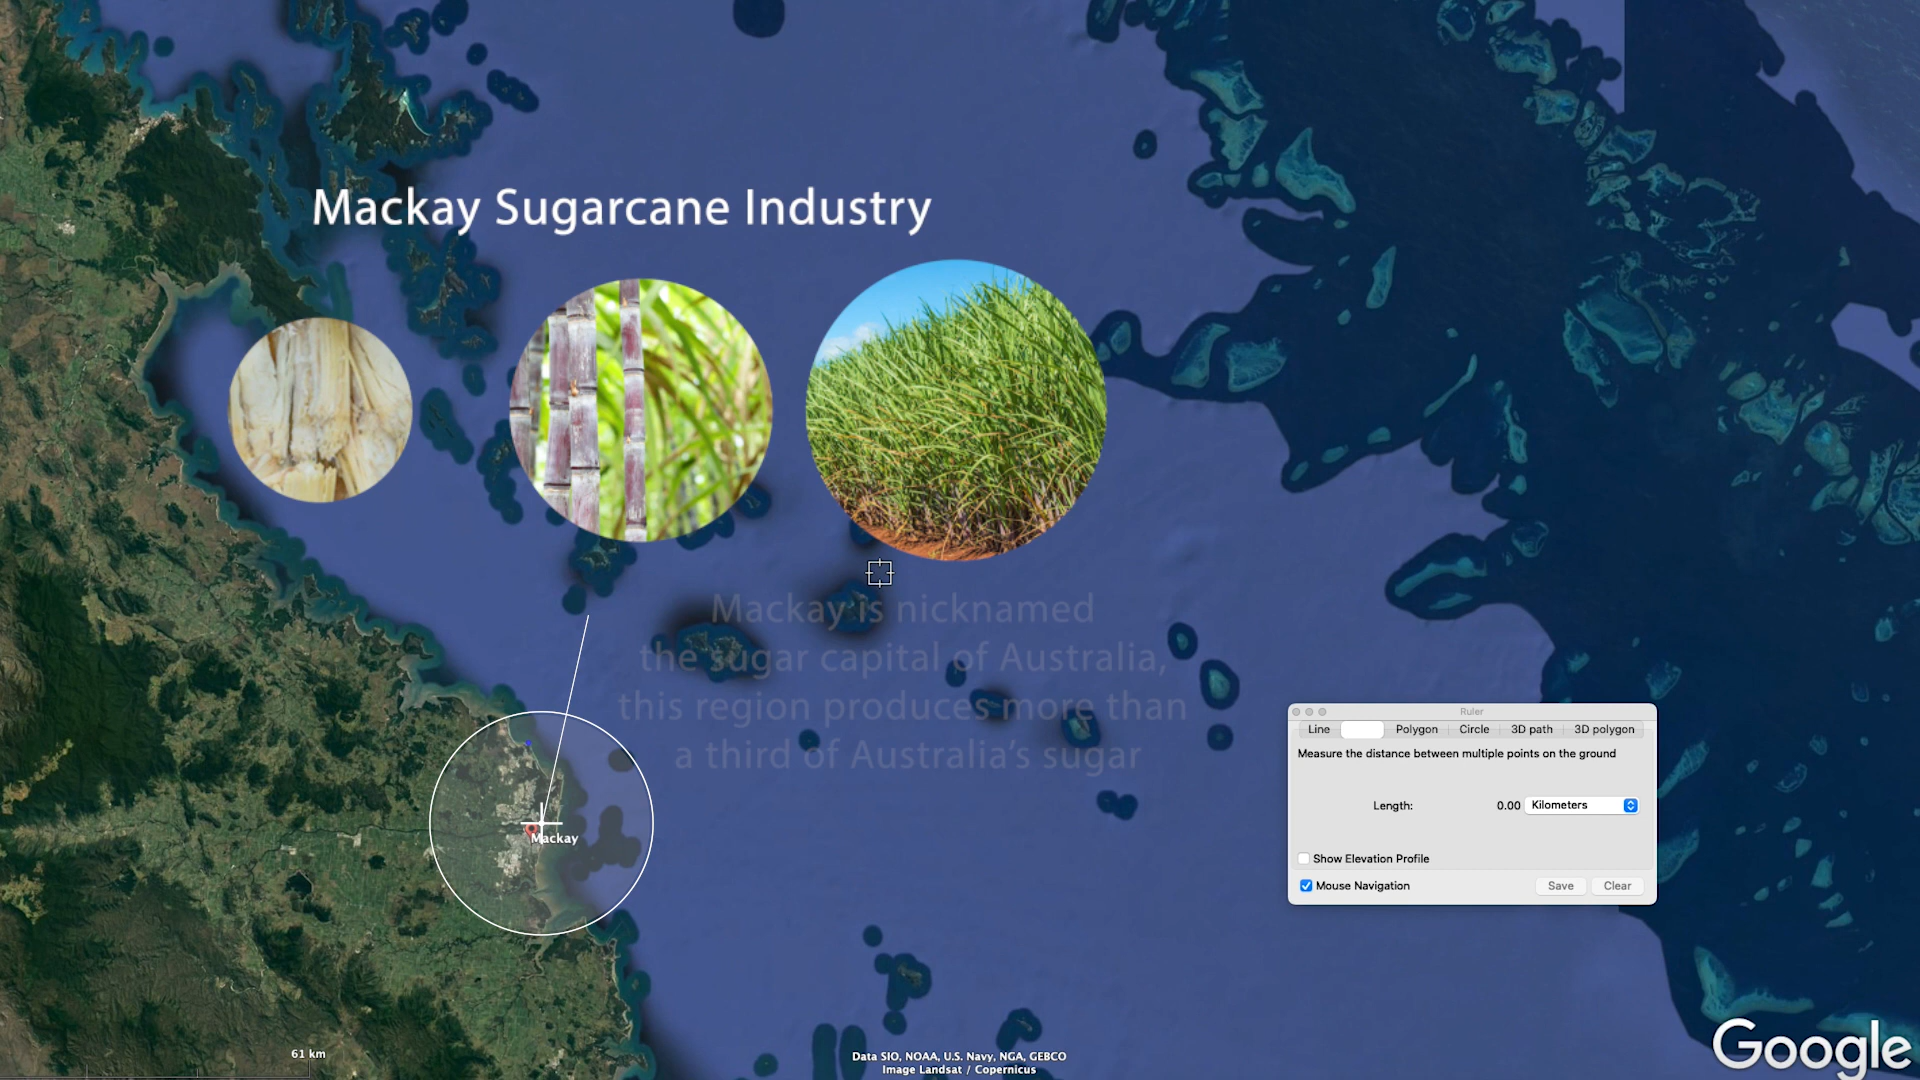 Mackay Sugarcane Industry
Mackay is nicknamed
the sugar capital of Australia,
this region produces more than
a third of Australia's sugar
Ruler
Line Polygon Circle 3D path 3D polygon
Measure the distance between multiple points on the ground
Length: 0.00 Kilometers
Mackay
Show Elevation Profile
Mouse Navigation Save Clear
61 km
Data SIO, NOAA, U.S. Navy, NGA, GEBCO
Image Landsat / Copernicus
Google